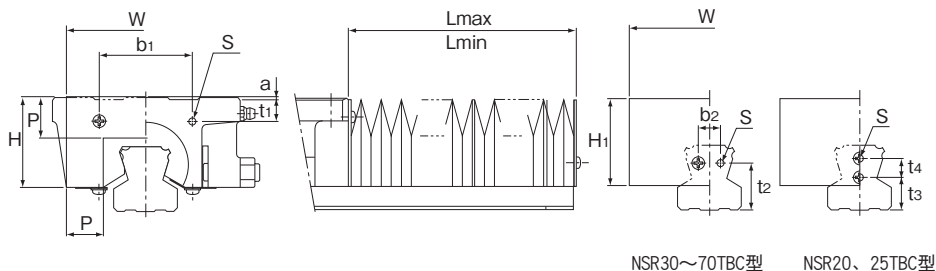 W
b1
S
a
t1
P
H
P
Lmax
Lmin
W
b2
S
H1
t2
S
t4
t3
NSR30～70TBC型
NSR20、25TBC型